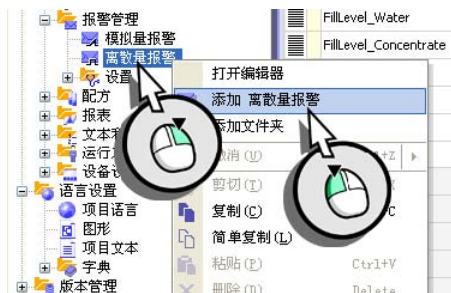 报警管理
模拟量报警
离散量报警
设置
配方
报表
文本
运行
设备
语言设置
项目语言
图形
项目文本
字典
版本管理
FillLevel_Water
FillLevel_Concentrate
打开编辑器
添加 离散量报警
添加文件夹
取消(U)
+Z
剪切(T)
复制(C)
C
简单复制(L)
粘贴(P) Ctrl+V
删除(D) Delete